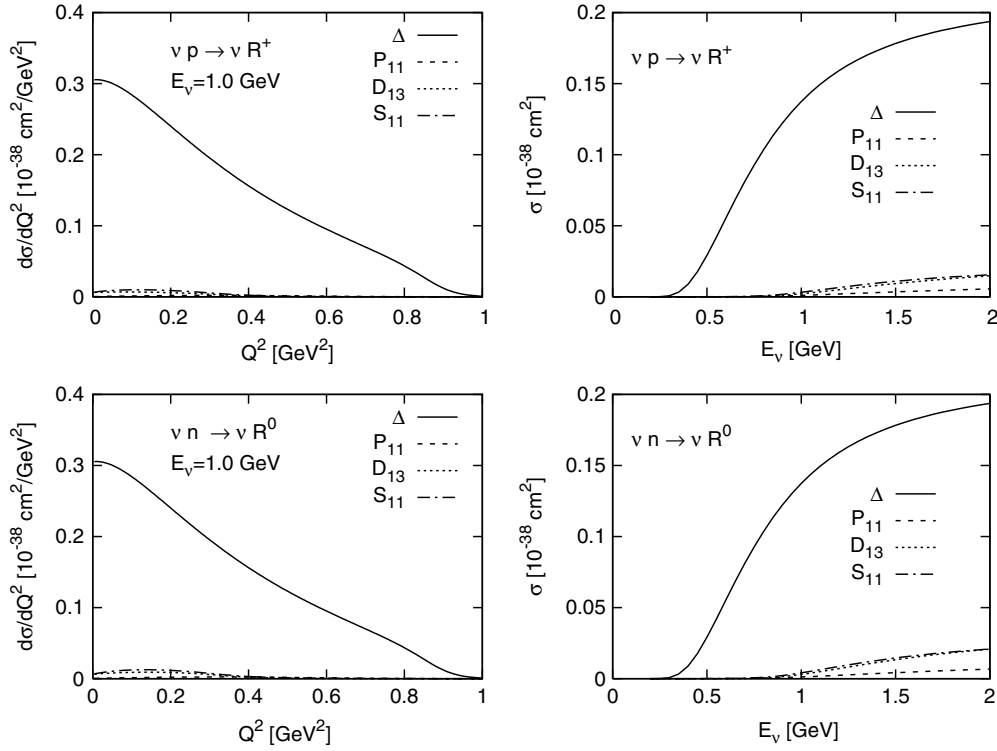 ν p → ν R⁺
E_ν=1.0 GeV
Δ
P₁₁
D₁₃
S₁₁
dσ/dQ² [10⁻³⁸ cm²/GeV²]
0.4
0.3
0.2
0.1
0
0 0.2 0.4 0.6 0.8 1
Q² [GeV²]
ν p → ν R⁺
Δ
P₁₁
D₁₃
S₁₁
σ [10⁻³⁸ cm²]
0.2
0.15
0.1
0.05
0
0 0.5 1 1.5 2
E_ν [GeV]
ν n → ν R⁰
E_ν=1.0 GeV
Δ
P₁₁
D₁₃
S₁₁
dσ/dQ² [10⁻³⁸ cm²/GeV²]
0.4
0.3
0.2
0.1
0
0 0.2 0.4 0.6 0.8 1
Q² [GeV²]
ν n → ν R⁰
Δ
P₁₁
D₁₃
S₁₁
σ [10⁻³⁸ cm²]
0.2
0.15
0.1
0.05
0
0 0.5 1 1.5 2
E_ν [GeV]